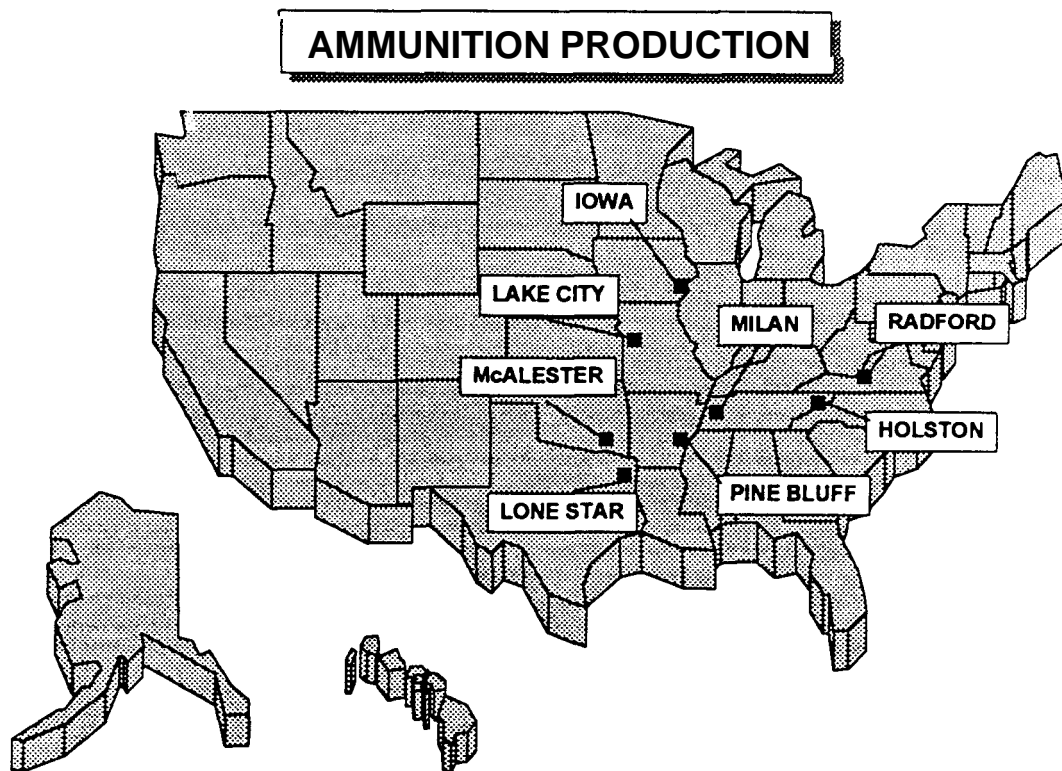 AMMUNITION PRODUCTION
IOWA
LAKE CITY
MILAN
RADFORD
McALESTER
HOLSTON
PINE BLUFF
LONE STAR